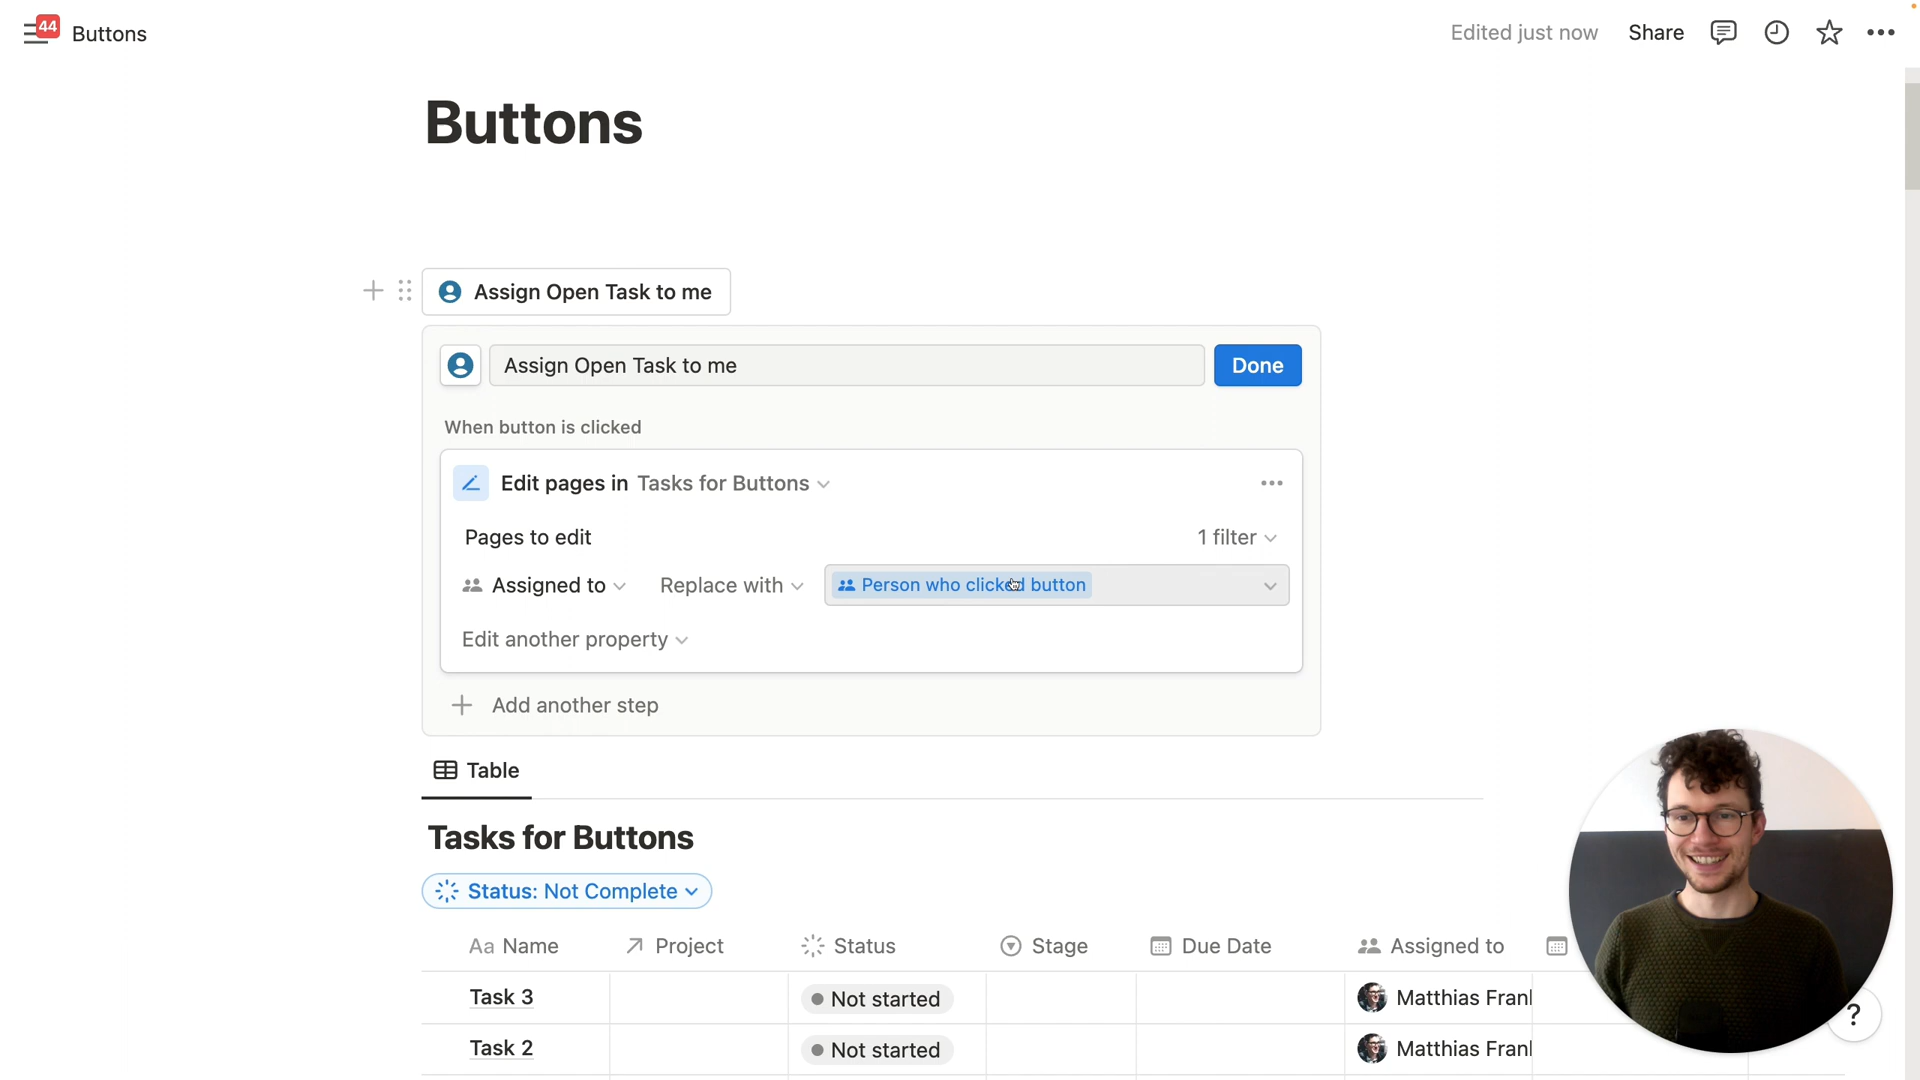 44 Buttons Edited just now Share
Buttons
Assign Open Task to me
Assign Open Task to me Done
When button is clicked
Edit pages in Tasks for Buttons
Pages to edit 1 filter
Assigned to Replace with Person who clicked button
Edit another property
Add another step
Table
Tasks for Buttons
Status: Not Complete
Aa Name Project Status Stage Due Date Assigned to
Task 3 Not started Matthias Franl
Task 2 Not started Matthias Franl
?